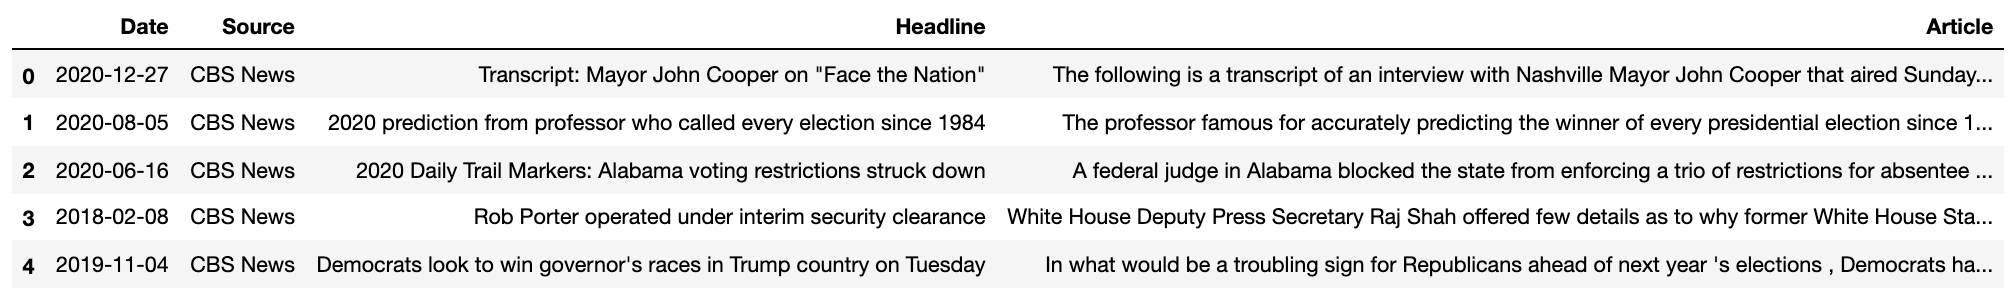 Date Source Headline Article
0 2020-12-27 CBS News Transcript: Mayor John Cooper on "Face the Nation" The following is a transcript of an interview with Nashville Mayor John Cooper that aired Sunday...
1 2020-08-05 CBS News 2020 prediction from professor who called every election since 1984 The professor famous for accurately predicting the winner of every presidential election since 1...
2 2020-06-16 CBS News 2020 Daily Trail Markers: Alabama voting restrictions struck down A federal judge in Alabama blocked the state from enforcing a trio of restrictions for absentee ...
3 2018-02-08 CBS News Rob Porter operated under interim security clearance White House Deputy Press Secretary Raj Shah offered few details as to why former White House Sta...
4 2019-11-04 CBS News Democrats look to win governor's races in Trump country on Tuesday In what would be a troubling sign for Republicans ahead of next year 's elections , Democrats ha...